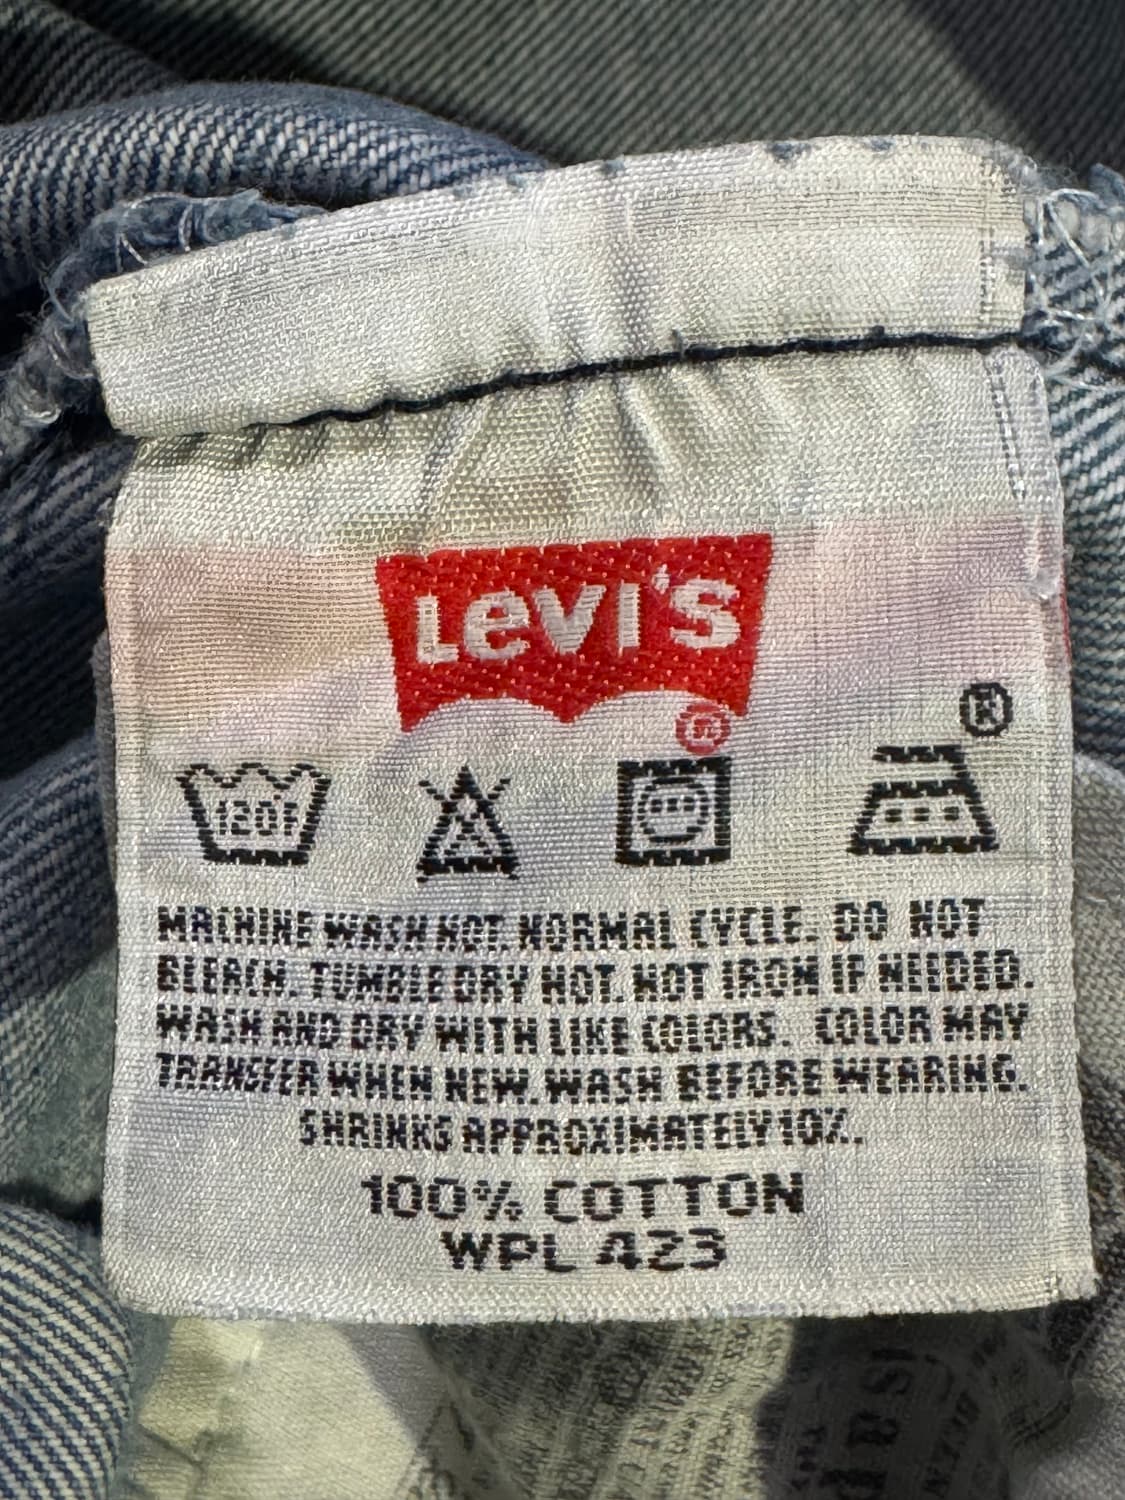 Levi's
®
®
120°F
MACHINE WASH HOT. NORMAL CYCLE. DO NOT
BLEACH. TUMBLE DRY HOT. HOT IRON IF NEEDED.
WASH AND DRY WITH LIKE COLORS. COLOR MAY
TRANSFER WHEN NEW. WASH BEFORE WEARING.
SHRINKS APPROXIMATELY 10%.
100% COTTON
WPL 423